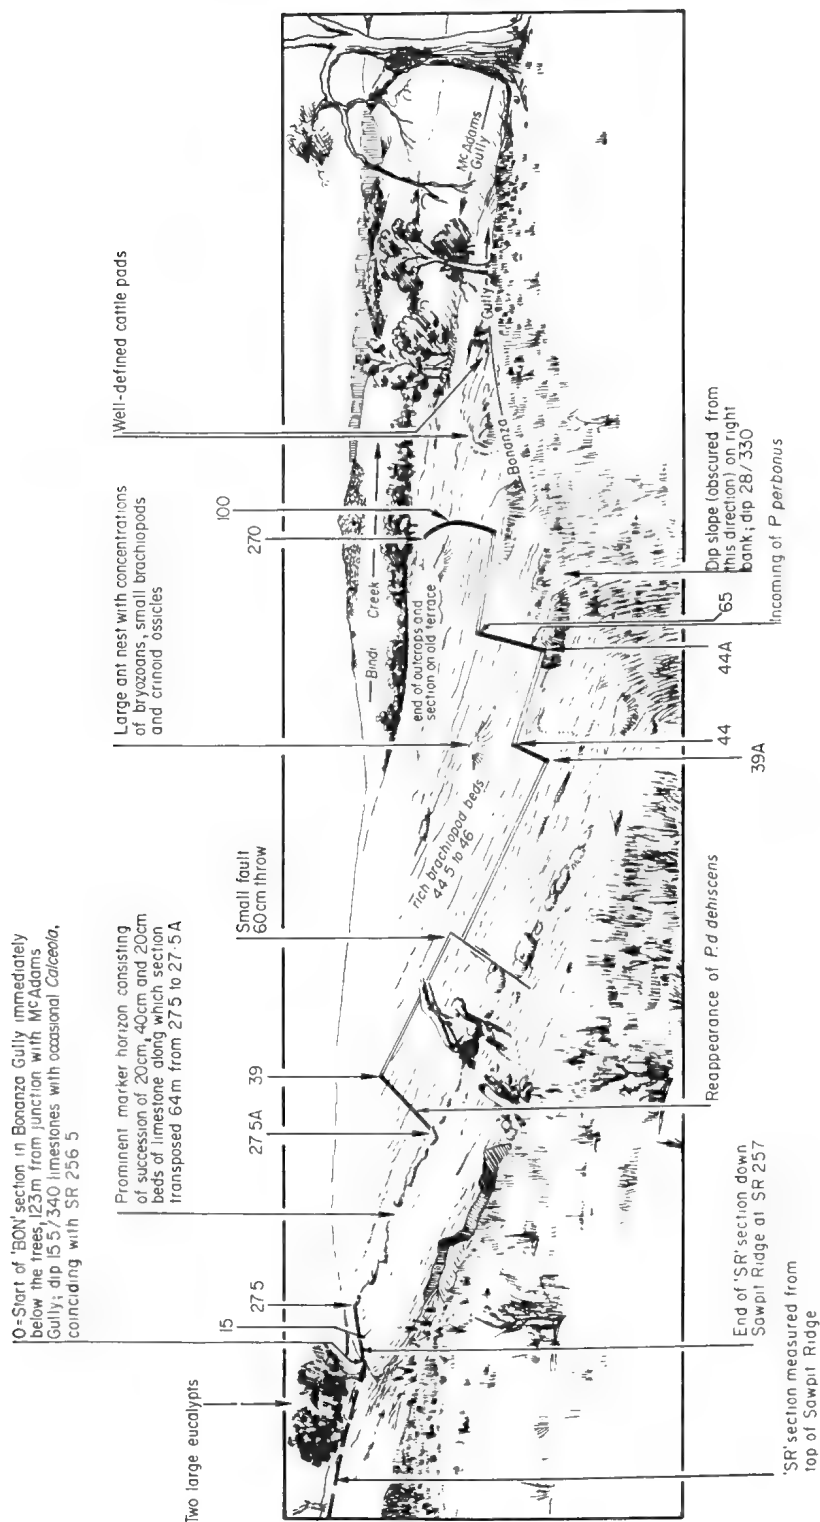 Two large eucalypts
'O=Start of 'BON' section in Bonanza Gully immediately
below the trees, 123m from junction with McAdams
Gully; dip 15 5/340 limestones with occasional Calceola,
coinciding with SR 256 5
15
27 5
Prominent marker horizon consisting
of succession of 20cm, 40cm and 20cm
beds of limestone along which section
transposed 64m from 27 5 to 27·5A
27 5A
39
Small fault
60cm throw
Large ant nest with concentrations
of bryozoans, small brachiopods
and crinoid ossicles
270
100
Well-defined cattle pads
Bindi Creek
end of outcrops and
section on old terrace
rich brachiopod beds
44 5 to 46
Bonanza
Gully
McAdams
Gully
'SR' section measured from
top of Sawpit Ridge
End of 'SR' section down
Sawpit Ridge at SR 257
Reappearance of P.d dehiscens
39A
44
44A
65
Incoming of P perbonus
Dip slope (obscured from
this direction) on right
bank; dip 28/330